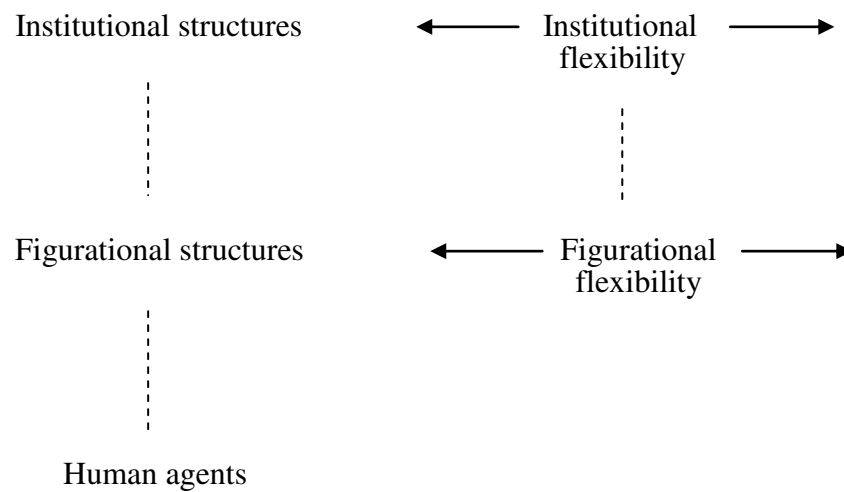 Institutional structures
Institutional
flexibility
Figurational structures
Figurational
flexibility
Human agents